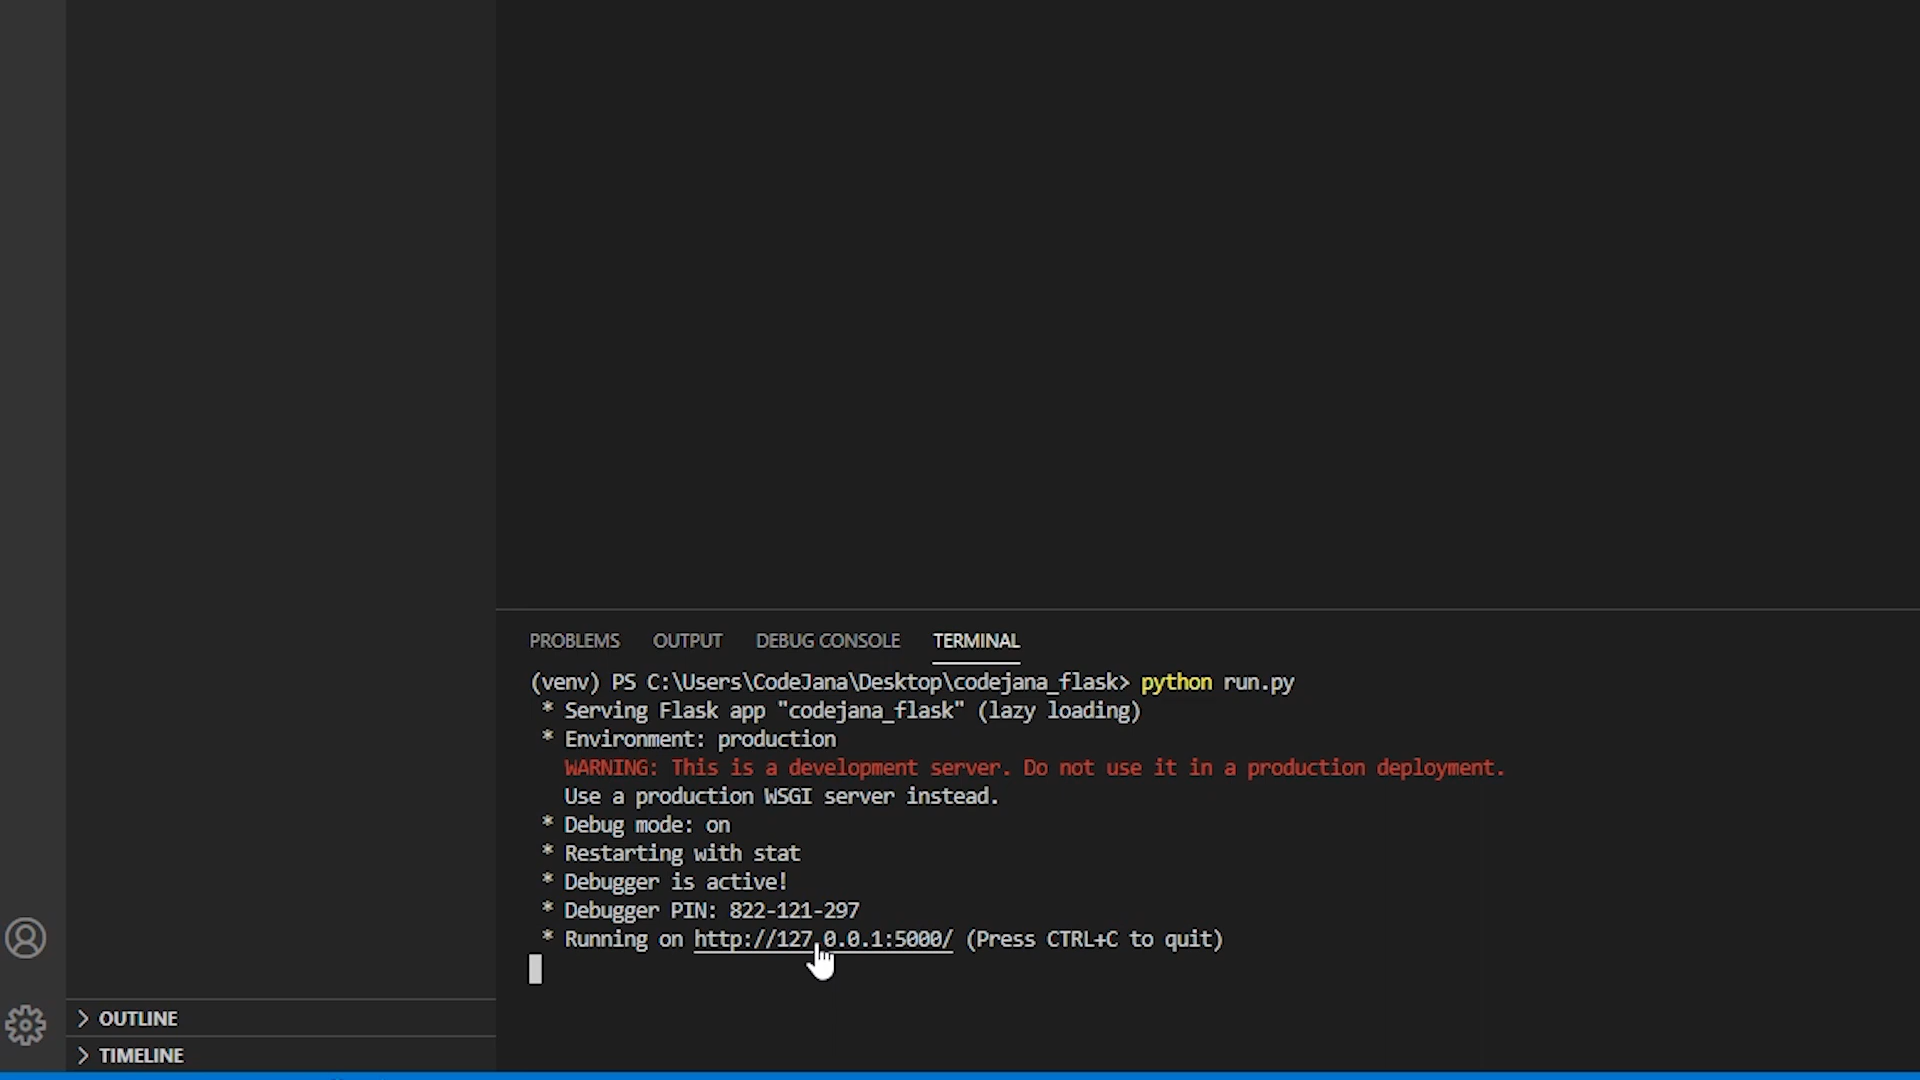 PROBLEMS OUTPUT DEBUG CONSOLE TERMINAL
(venv) PS C:\Users\CodeJana\Desktop\codejana_flask> python run.py
* Serving Flask app "codejana_flask" (lazy loading)
* Environment: production
WARNING: This is a development server. Do not use it in a production deployment.
Use a production WSGI server instead.
* Debug mode: on
* Restarting with stat
* Debugger is active!
* Debugger PIN: 822-121-297
* Running on http://127.0.0.1:5000/ (Press CTRL+C to quit)
OUTLINE
TIMELINE